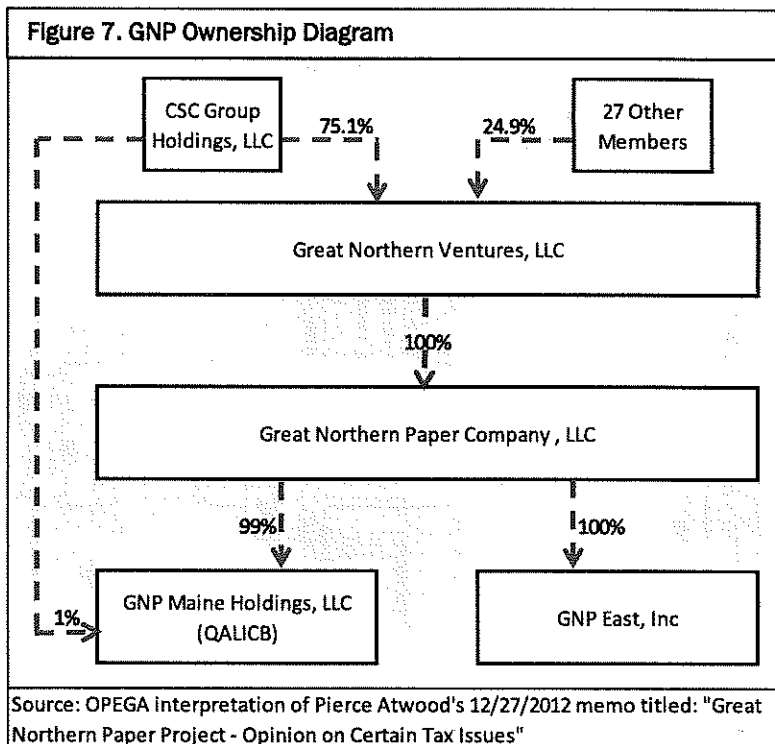 Figure 7. GNP Ownership Diagram
CSC Group
Holdings, LLC
75.1%
24.9%
27 Other
Members
Great Northern Ventures, LLC
100%
Great Northern Paper Company , LLC
99%
100%
1%
GNP Maine Holdings, LLC
(QALICB)
GNP East, Inc
Source: OPEGA interpretation of Pierce Atwood's 12/27/2012 memo titled: "Great
Northern Paper Project - Opinion on Certain Tax Issues"